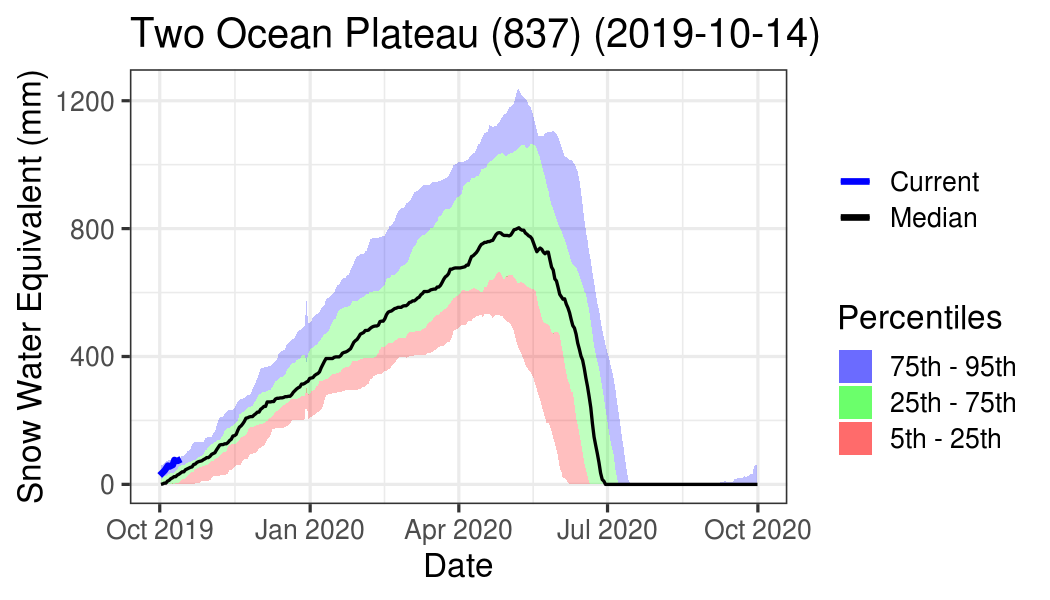 Two Ocean Plateau (837) (2019-10-14)
Snow Water Equivalent (mm)
1200
800
400
0
Oct 2019 Jan 2020 Apr 2020 Jul 2020 Oct 2020
Date
Current
Median
Percentiles
75th - 95th
25th - 75th
5th - 25th